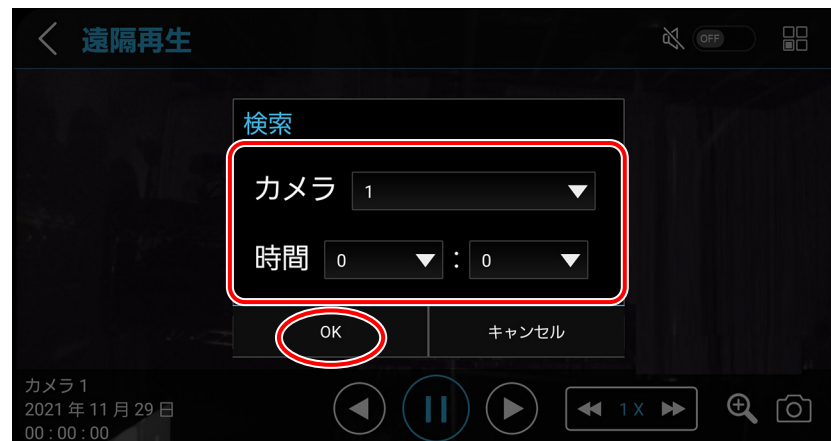 遠隔再生
OFF
検索
カメラ 1
時間 0 : 0
OK キャンセル
カメラ 1
2021 年 11 月 29 日
00 : 00 : 00
1X